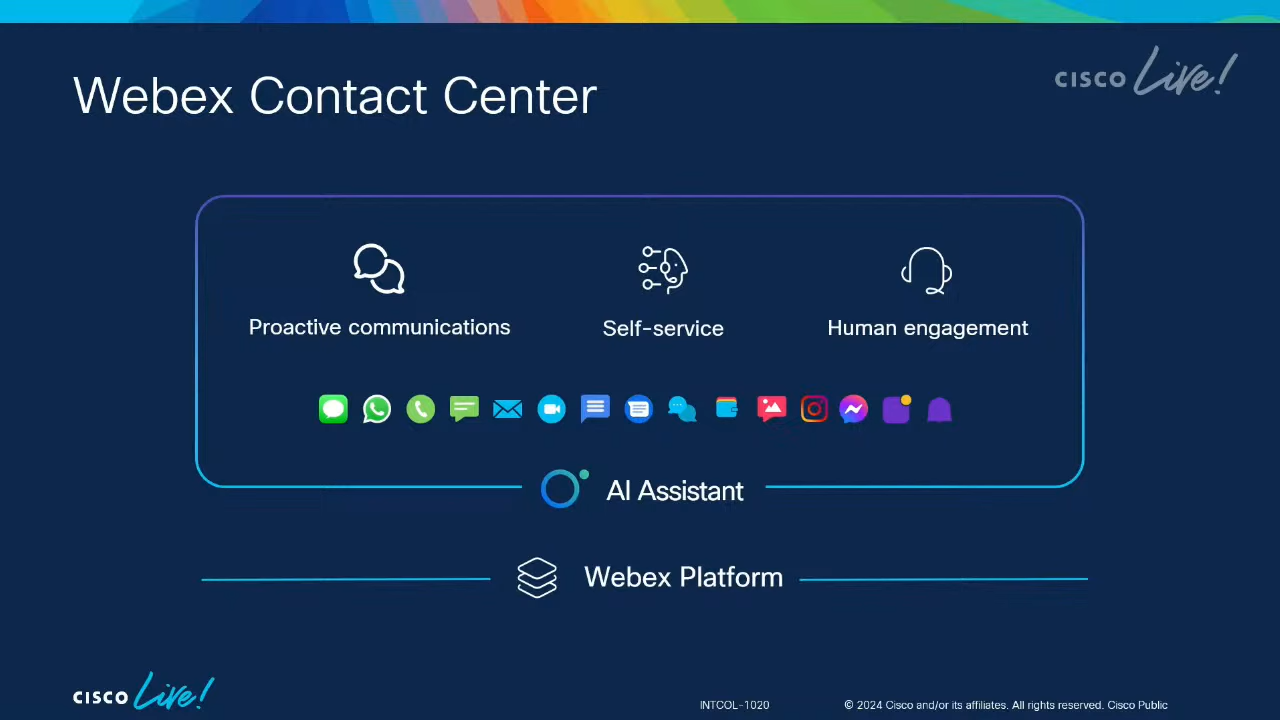 Webex Contact Center
CISCO Live!
Proactive communications
Self-service
Human engagement
AI Assistant
Webex Platform
CISCO Live!
INTCOL-1020
© 2024 Cisco and/or its affiliates. All rights reserved. Cisco Public